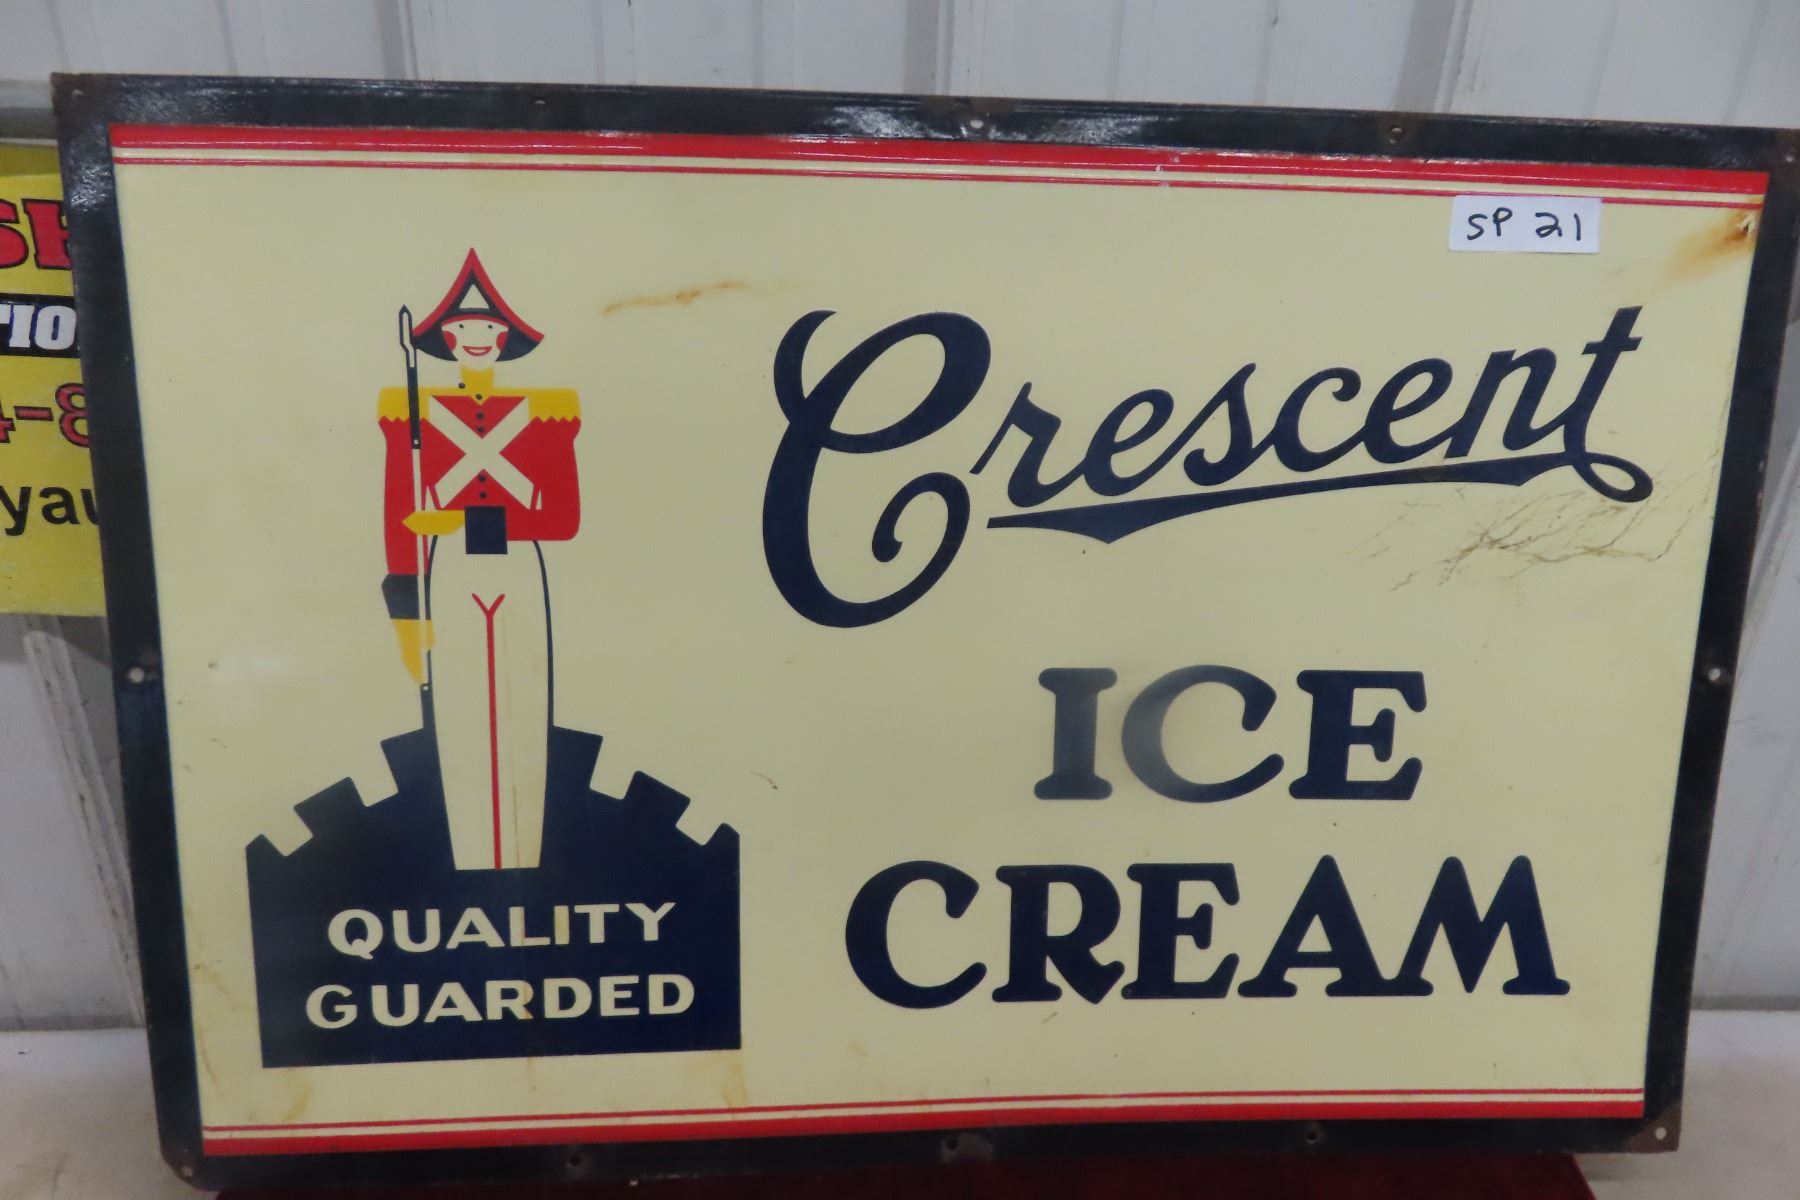 SP 21
Crescent
ICE
CREAM
QUALITY
GUARDED